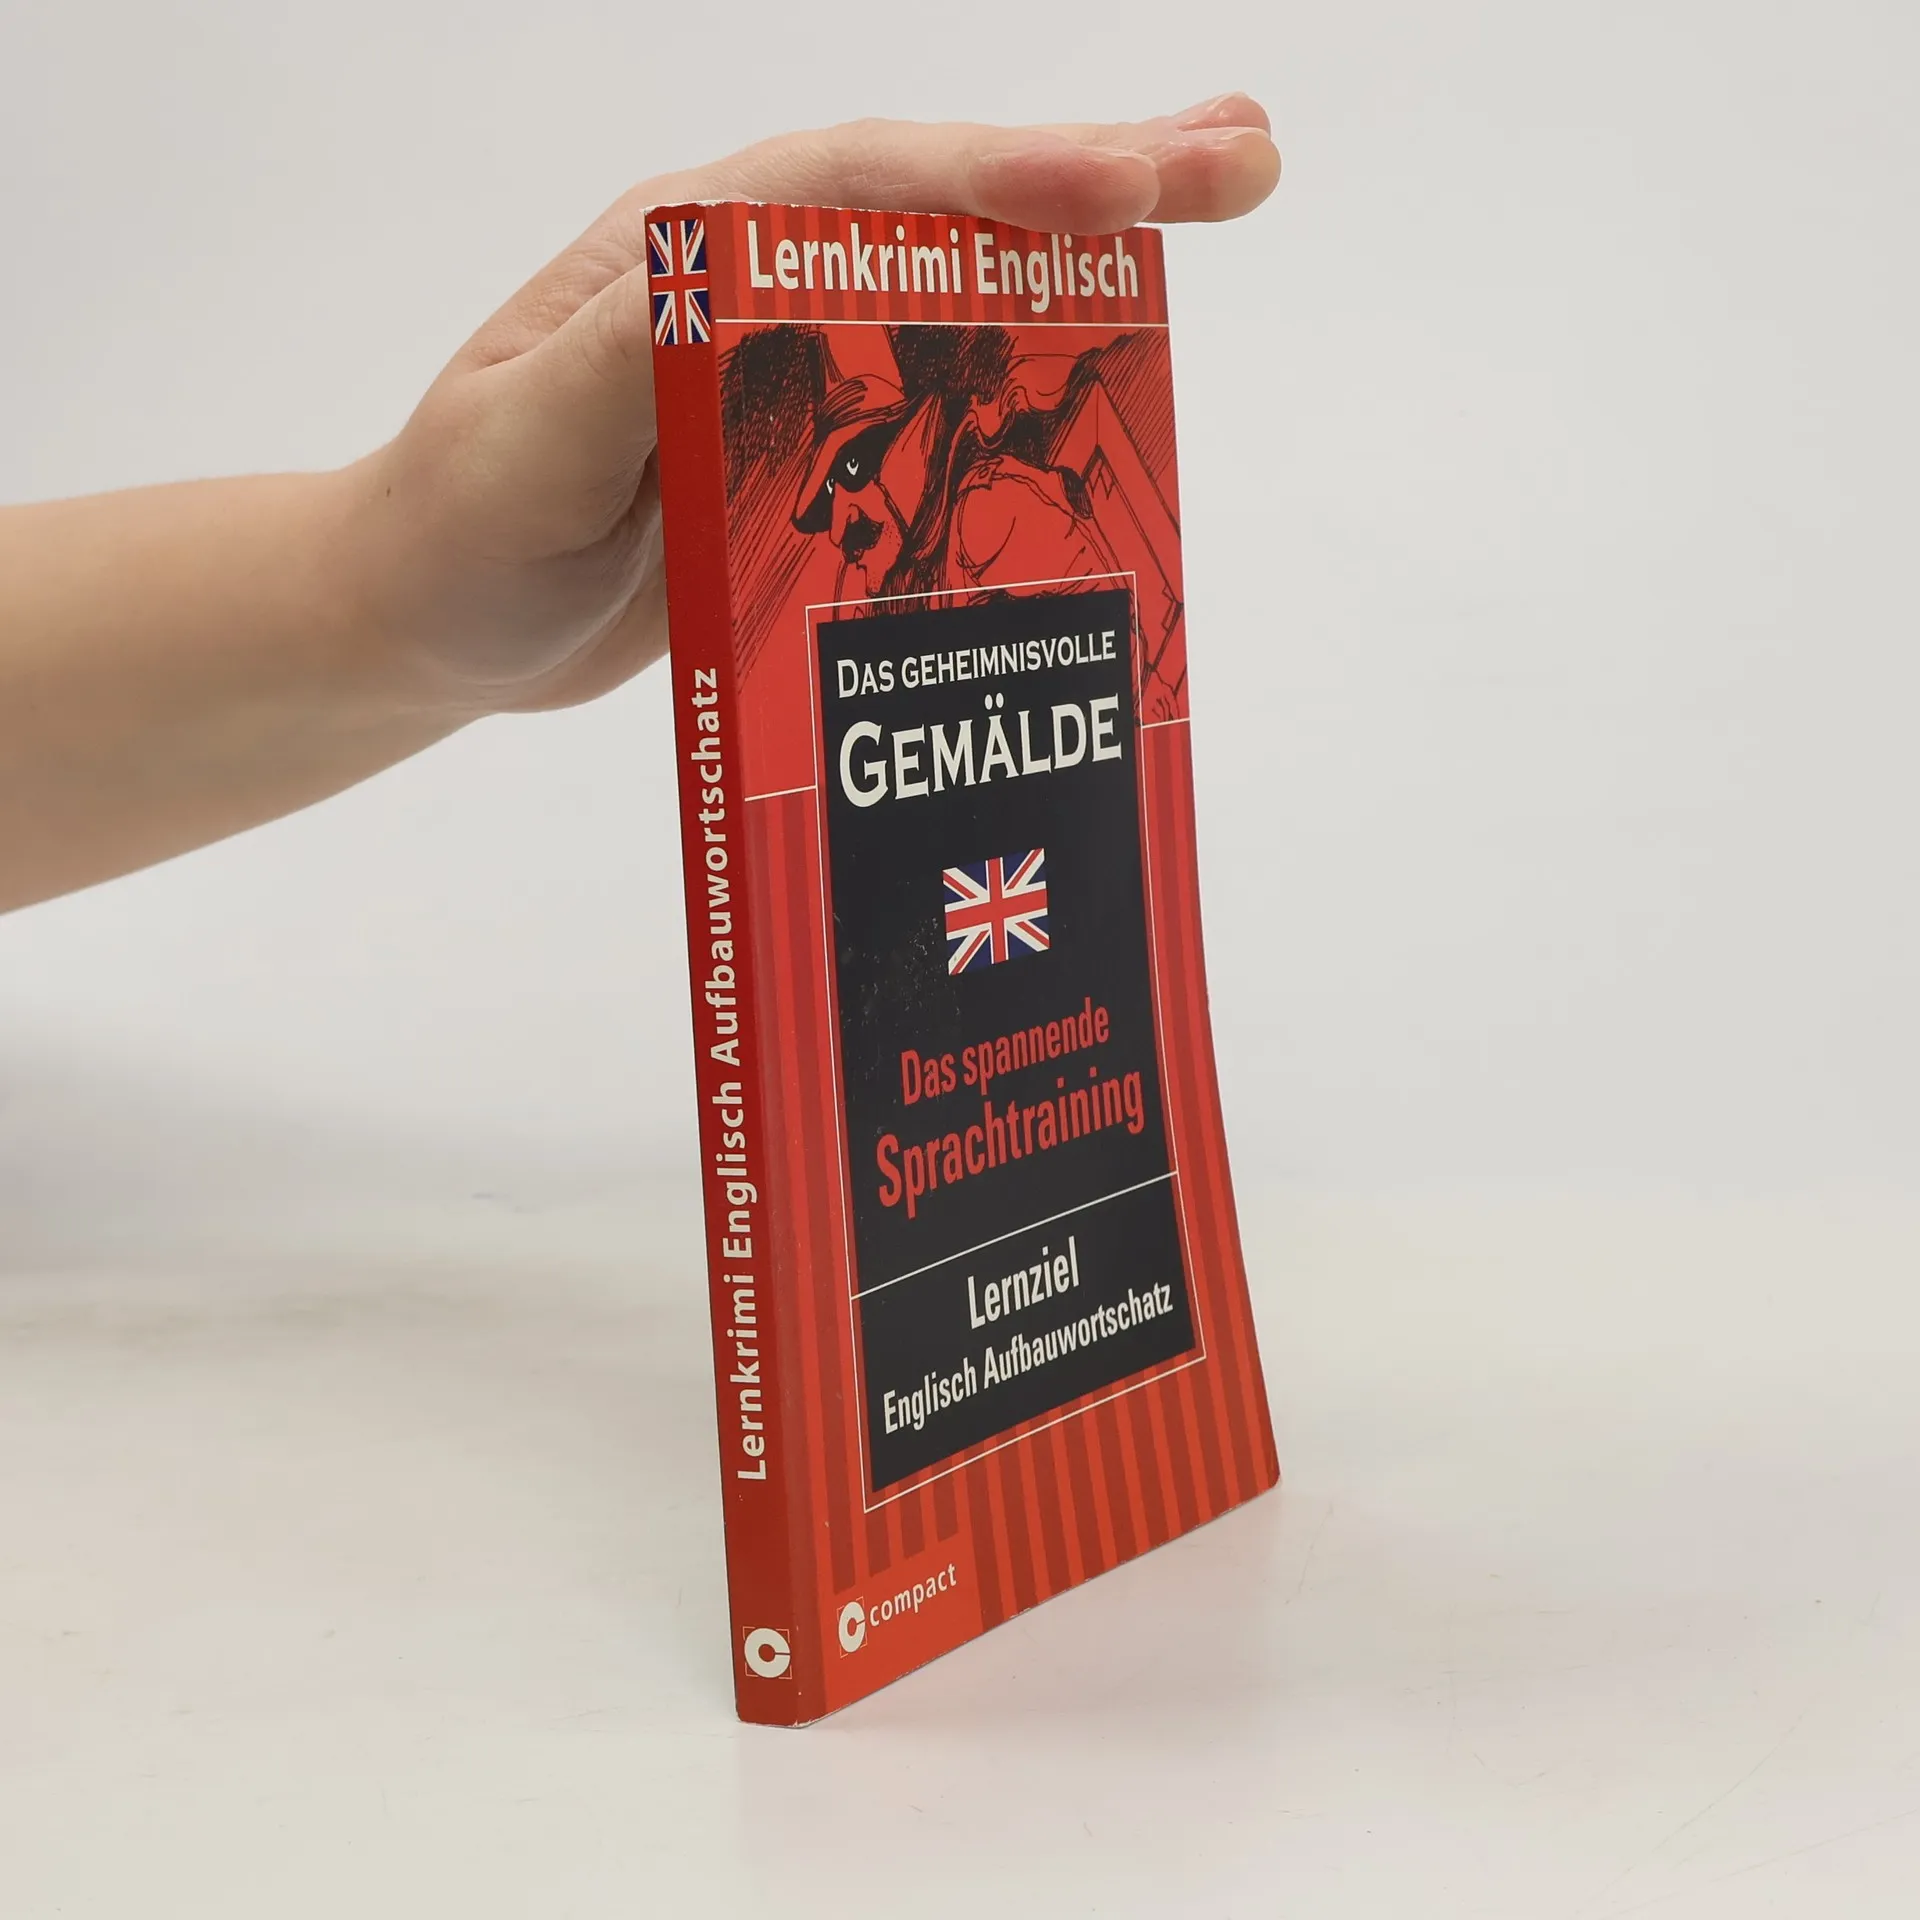 Lernkrimi Englisch
DAS GEHEIMNISVOLLE
GEMÄLDE
Das spannende
Sprachtraining
Lernziel
Englisch Aufbauwortschatz
compact
Lernkrimi Englisch Aufbauwortschatz